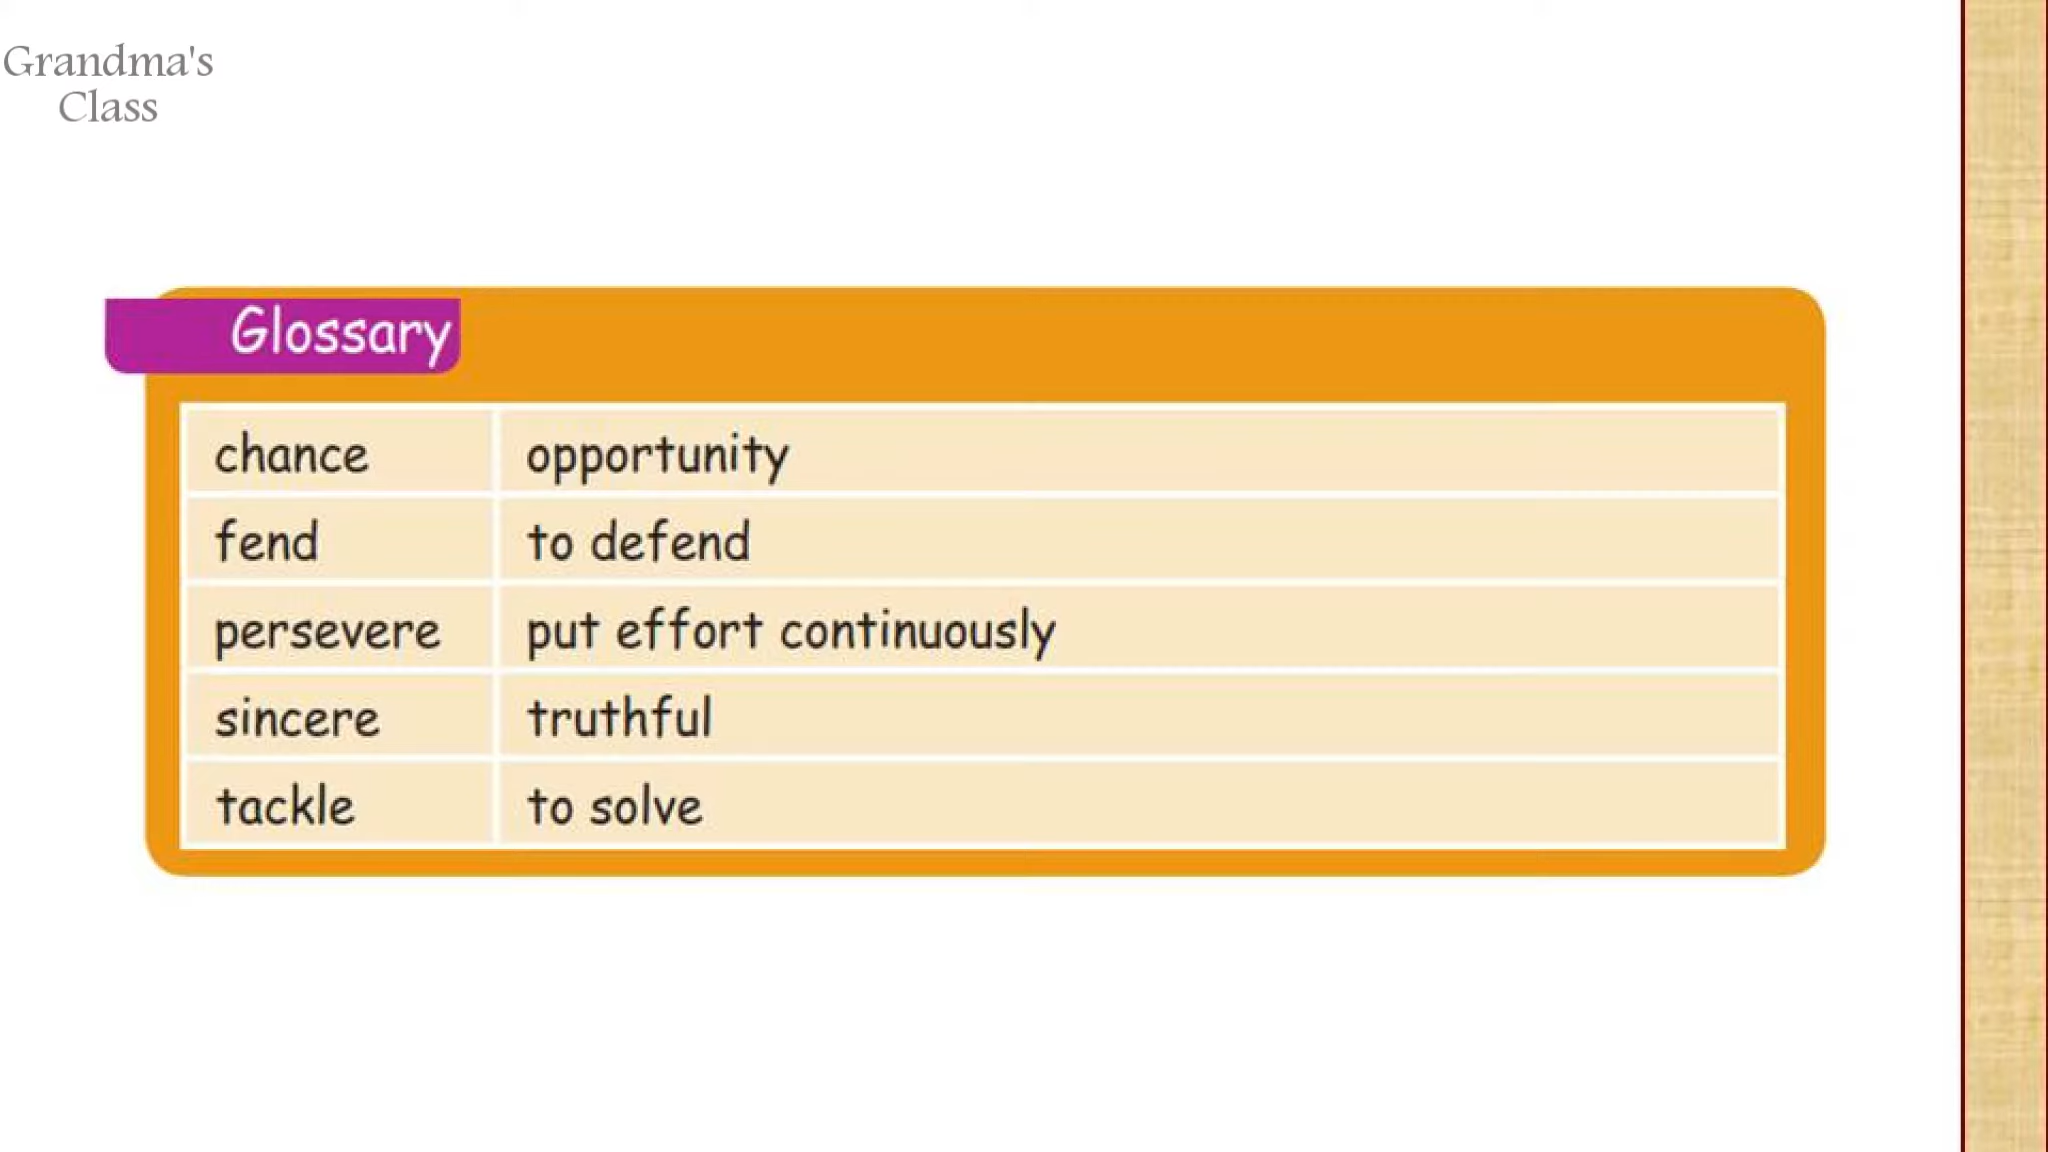 Grandma's
Class
Glossary
chance opportunity
fend to defend
persevere put effort continuously
sincere truthful
tackle to solve